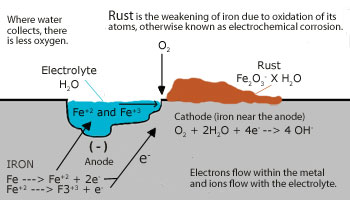 Where water
collects, there
is less oxygen.
Rust is the weakening of iron due to oxidation of its
atoms, otherwise known as electrochemical corrosion.
O₂
Electrolyte
H₂O
Rust
Fe₂O₃ X H₂O
Fe⁺² and Fe⁺³
Cathode (iron near the anode)
O₂ + 2H₂O + 4e⁻ --> 4 OH⁻
(-)
Anode
e⁻
IRON
Fe ---> Fe⁺² + 2e⁻
Fe⁺² ---> F3⁺³ + e⁻
Electrons flow within the metal
and ions flow with the electrolyte.